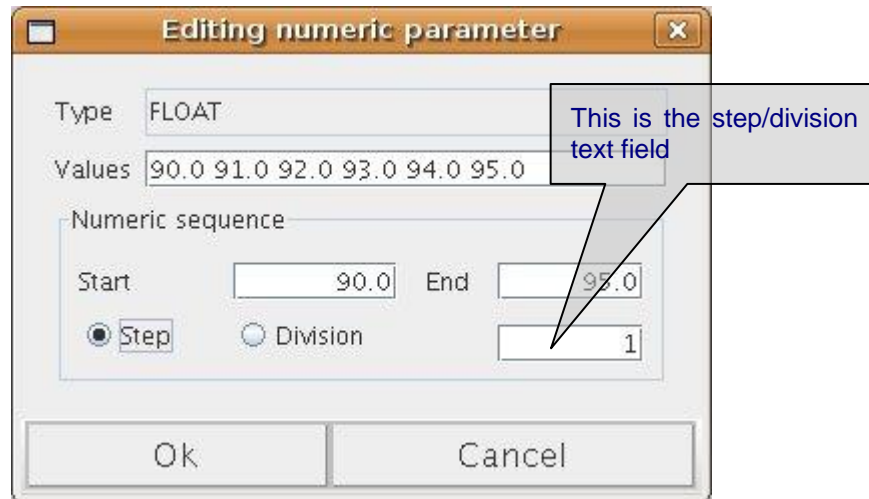 Editing numeric parameter
Type FLOAT
This is the step/division
text field
Values 90.0 91.0 92.0 93.0 94.0 95.0
Numeric sequence
Start 90.0 End 95.0
Step Division 1
Ok Cancel